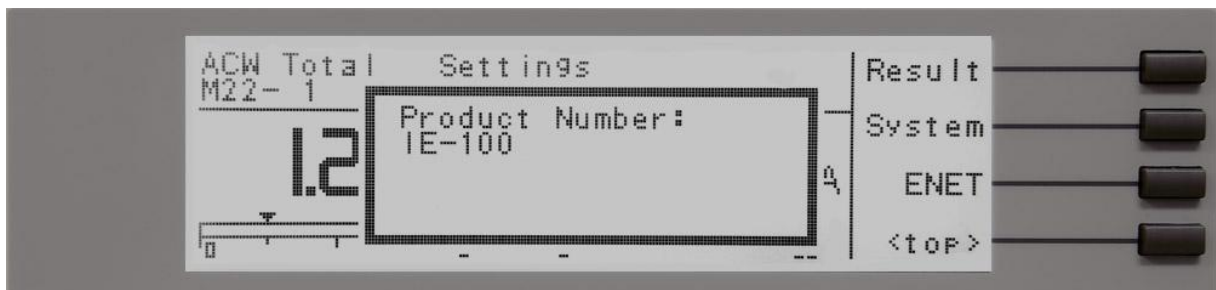 ACW Total
M22- 1
Settings
Product Number:
IE-100
1.2
A
0
Result
System
ENET
<top>